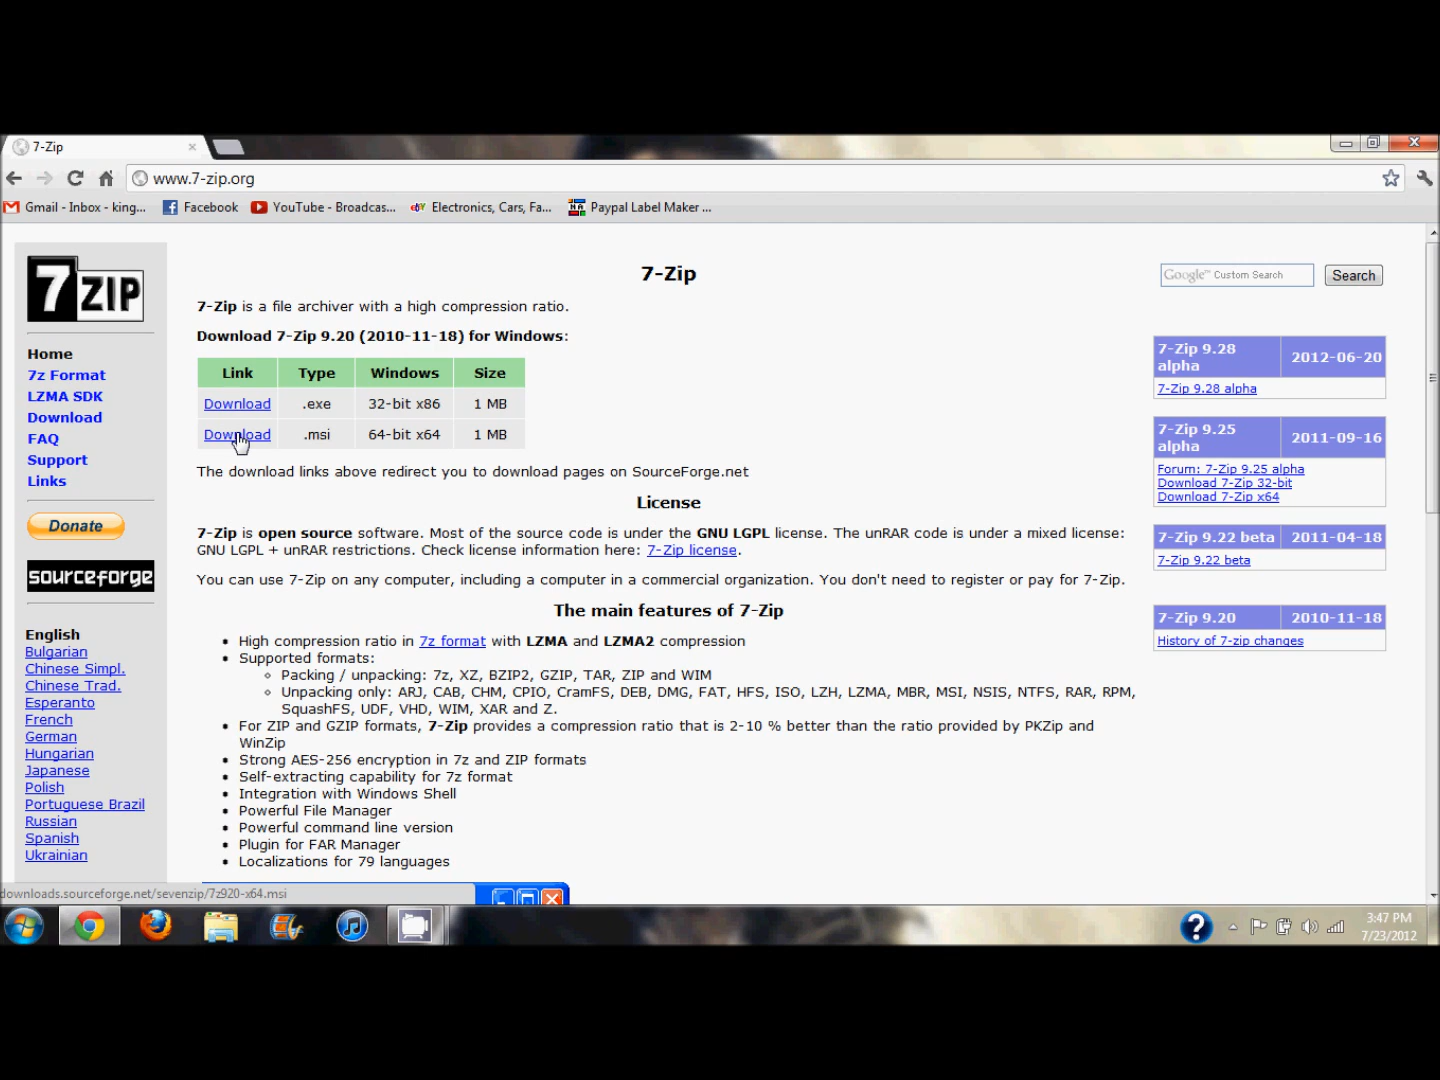 7-Zip
www.7-zip.org
Gmail - Inbox - king...
Facebook
YouTube - Broadcas...
Electronics, Cars, Fa...
Paypal Label Maker ...
7 ZIP
Home
7z Format
LZMA SDK
Download
FAQ
Support
Links
Donate
sourceforge
English
Bulgarian
Chinese Simpl.
Chinese Trad.
Esperanto
French
German
Hungarian
Japanese
Polish
Portuguese Brazil
Russian
Spanish
Ukrainian
7-Zip
7-Zip is a file archiver with a high compression ratio.
Download 7-Zip 9.20 (2010-11-18) for Windows:
Link Type Windows Size
Download .exe 32-bit x86 1 MB
Download .msi 64-bit x64 1 MB
The download links above redirect you to download pages on SourceForge.net
License
7-Zip is open source software. Most of the source code is under the GNU LGPL license. The unRAR code is under a mixed license:
GNU LGPL + unRAR restrictions. Check license information here: 7-Zip license.
You can use 7-Zip on any computer, including a computer in a commercial organization. You don't need to register or pay for 7-Zip.
The main features of 7-Zip
High compression ratio in 7z format with LZMA and LZMA2 compression
Supported formats:
Packing / unpacking: 7z, XZ, BZIP2, GZIP, TAR, ZIP and WIM
Unpacking only: ARJ, CAB, CHM, CPIO, CramFS, DEB, DMG, FAT, HFS, ISO, LZH, LZMA, MBR, MSI, NSIS, NTFS, RAR, RPM,
SquashFS, UDF, VHD, WIM, XAR and Z.
For ZIP and GZIP formats, 7-Zip provides a compression ratio that is 2-10 % better than the ratio provided by PKZip and
WinZip
Strong AES-256 encryption in 7z and ZIP formats
Self-extracting capability for 7z format
Integration with Windows Shell
Powerful File Manager
Powerful command line version
Plugin for FAR Manager
Localizations for 79 languages
Google™ Custom Search Search
7-Zip 9.28
alpha 2012-06-20
7-Zip 9.28 alpha
7-Zip 9.25
alpha 2011-09-16
Forum: 7-Zip 9.25 alpha
Download 7-Zip 32-bit
Download 7-Zip x64
7-Zip 9.22 beta 2011-04-18
7-Zip 9.22 beta
7-Zip 9.20 2010-11-18
History of 7-zip changes
downloads.sourceforge.net/sevenzip/7z920-x64.msi
3:47 PM
7/23/2012